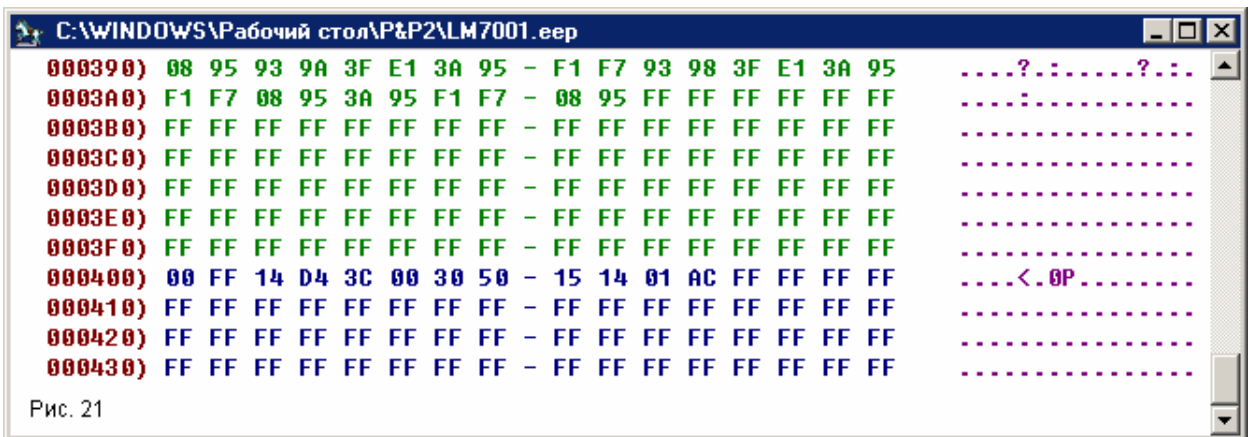 C:\WINDOWS\Рабочий стол\P&P2\LM7001.eep
000390) 08 95 93 9A 3F E1 3A 95 - F1 F7 93 98 3F E1 3A 95 ....?.:.....?.:.
0003A0) F1 F7 08 95 3A 95 F1 F7 - 08 95 FF FF FF FF FF FF ....:...........
0003B0) FF FF FF FF FF FF FF FF - FF FF FF FF FF FF FF FF ................
0003C0) FF FF FF FF FF FF FF FF - FF FF FF FF FF FF FF FF ................
0003D0) FF FF FF FF FF FF FF FF - FF FF FF FF FF FF FF FF ................
0003E0) FF FF FF FF FF FF FF FF - FF FF FF FF FF FF FF FF ................
0003F0) FF FF FF FF FF FF FF FF - FF FF FF FF FF FF FF FF ................
000400) 00 FF 14 D4 3C 00 30 50 - 15 14 01 AC FF FF FF FF ....<.0P........
000410) FF FF FF FF FF FF FF FF - FF FF FF FF FF FF FF FF ................
000420) FF FF FF FF FF FF FF FF - FF FF FF FF FF FF FF FF ................
000430) FF FF FF FF FF FF FF FF - FF FF FF FF FF FF FF FF ................
Рис. 21